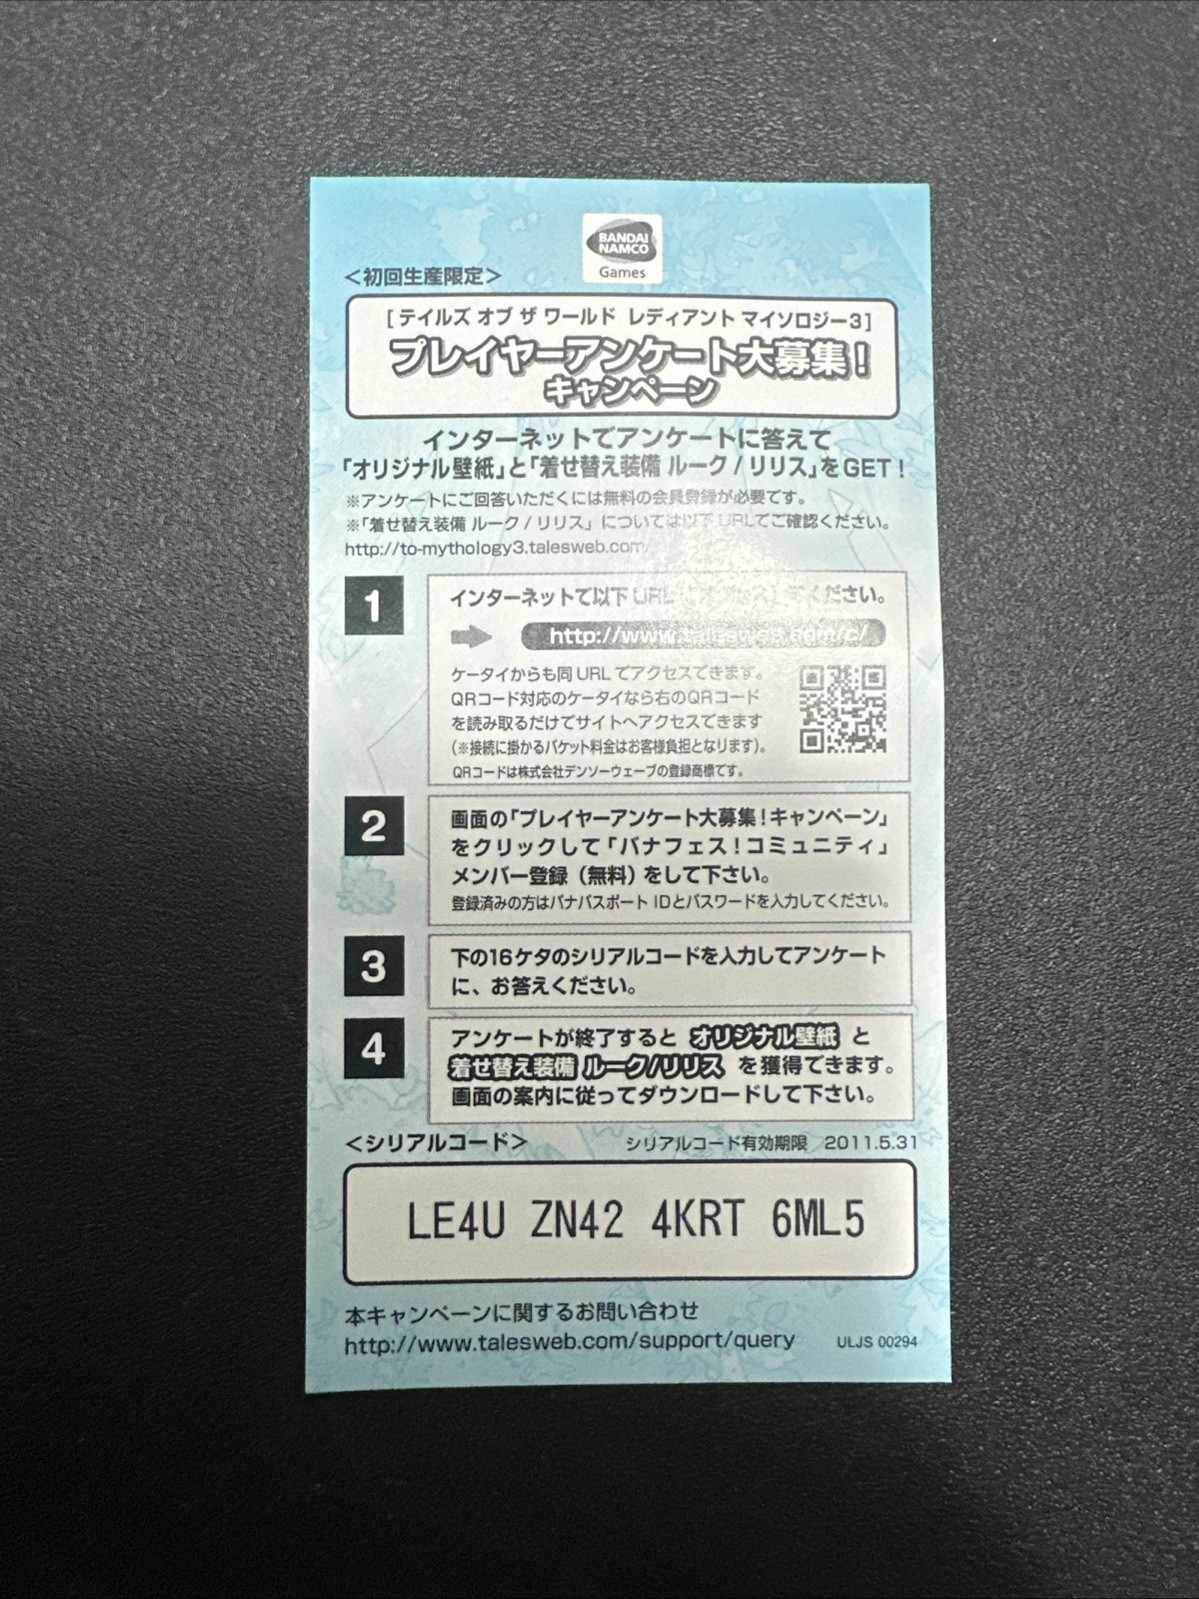 BANDAI
NAMCO
Games
＜初回生産限定＞
[ テイルズ オブ ザ ワールド レディアント マイソロジー3 ]
プレイヤーアンケート大募集！
キャンペーン
インターネットでアンケートに答えて
「オリジナル壁紙」と「着せ替え装備 ルーク / リリス」をGET！
※アンケートにご回答いただくには無料の会員登録が必要です。
※「着せ替え装備 ルーク / リリス」については以下URLでご確認ください。
http://to-mythology3.talesweb.com/
1
インターネットで以下URLにアクセスしてください。
http://www.talesweb.com/c/
ケータイからも同URLでアクセスできます。
QRコード対応のケータイなら右のQRコード
を読み取るだけでサイトへアクセスできます
（※接続に掛かるパケット料金はお客様負担となります）。
QRコードは株式会社デンソーウェーブの登録商標です。
2
画面の「プレイヤーアンケート大募集！キャンペーン」
をクリックして「バナフェス！コミュニティ」
メンバー登録（無料）をして下さい。
登録済みの方はバナパスポート IDとパスワードを入力してください。
3
下の16ケタのシリアルコードを入力してアンケート
に、お答えください。
4
アンケートが終了すると オリジナル壁紙 と
着せ替え装備 ルーク/リリス を獲得できます。
画面の案内に従ってダウンロードして下さい。
＜シリアルコード＞ シリアルコード有効期限 2011.5.31
LE4U ZN42 4KRT 6ML5
本キャンペーンに関するお問い合わせ
http://www.talesweb.com/support/query ULJS 00294